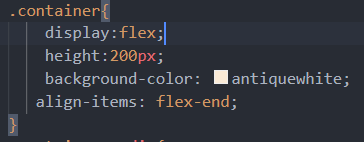 .container{
display:flex;
height:200px;
background-color: antiquewhite;
align-items: flex-end;
}